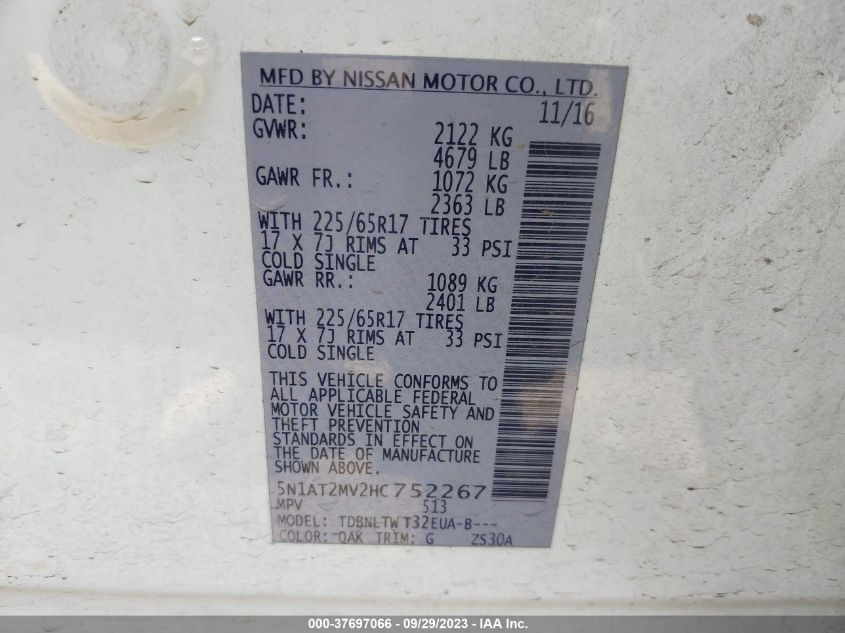 MFD BY NISSAN MOTOR CO., LTD.
DATE: 11/16
GVWR: 2122 KG
4679 LB
GAWR FR.: 1072 KG
2363 LB
WITH 225/65R17 TIRES
17 X 7J RIMS AT 33 PSI
COLD SINGLE
GAWR RR.: 1089 KG
2401 LB
WITH 225/65R17 TIRES
17 X 7J RIMS AT 33 PSI
COLD SINGLE
THIS VEHICLE CONFORMS TO
ALL APPLICABLE FEDERAL
MOTOR VEHICLE SAFETY AND
THEFT PREVENTION
STANDARDS IN EFFECT ON
THE DATE OF MANUFACTURE
SHOWN ABOVE.
5N1AT2MV2HC752267
MPV 513
MODEL: TDBNLTW T32EUA-B---
COLOR: QAK TRIM: G ZS30A
000-37697066 - 09/29/2023 - IAA Inc.